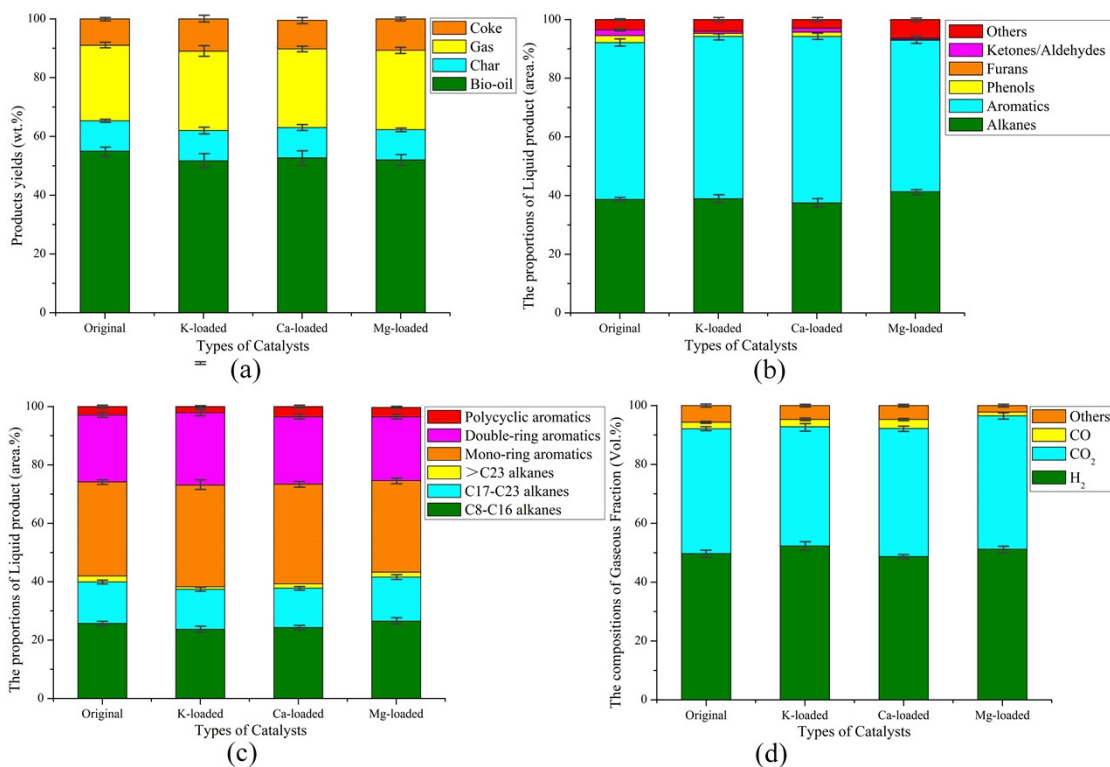 Products yields (wt.%)
100
80
60
40
20
0
Coke
Gas
Char
Bio-oil
Original K-loaded Ca-loaded Mg-loaded
Types of Catalysts
(a)
The proportions of Liquid product (area.%)
100
80
60
40
20
0
Others
Ketones/Aldehydes
Furans
Phenols
Aromatics
Alkanes
Original K-loaded Ca-loaded Mg-loaded
Types of Catalysts
(b)
The proportions of Liquid product (area.%)
100
80
60
40
20
0
Polycyclic aromatics
Double-ring aromatics
Mono-ring aromatics
>C23 alkanes
C17-C23 alkanes
C8-C16 alkanes
Original K-loaded Ca-loaded Mg-loaded
Types of Catalysts
(c)
The compositions of Gaseous Fraction (Vol.%)
100
80
60
40
20
0
Others
CO
CO₂
H₂
Original K-loaded Ca-loaded Mg-loaded
Types of Catalysts
(d)